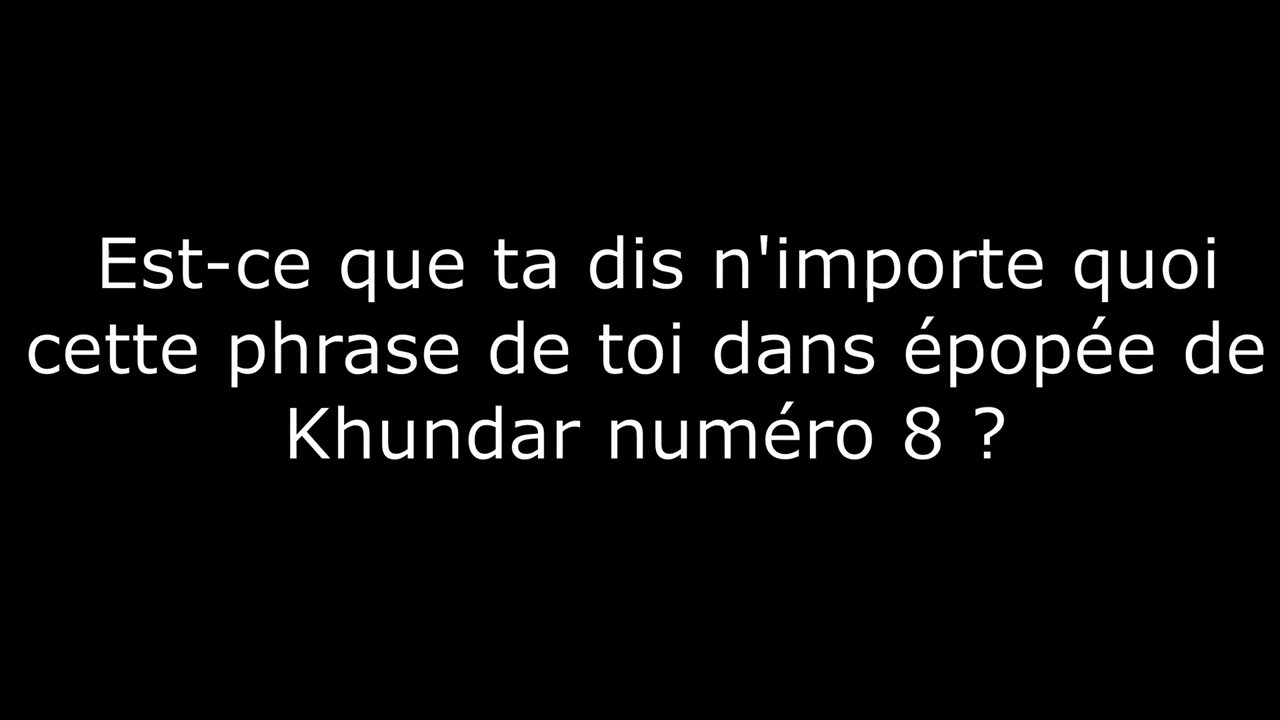 Est-ce que ta dis n'importe quoi
cette phrase de toi dans épopée de
Khundar numéro 8 ?